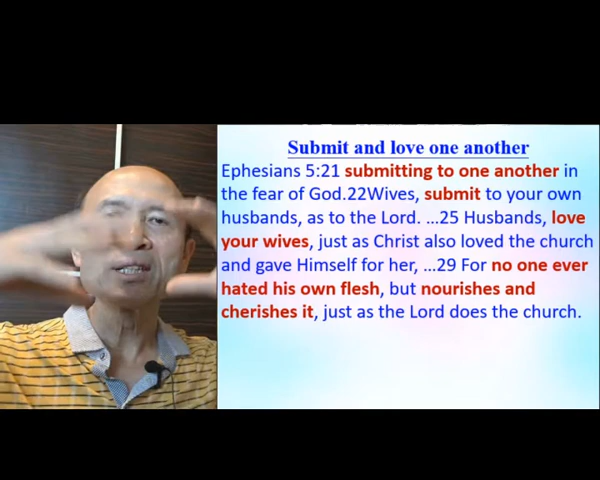 Submit and love one another
Ephesians 5:21 submitting to one another in
the fear of God.22Wives, submit to your own
husbands, as to the Lord. …25 Husbands, love
your wives, just as Christ also loved the church
and gave Himself for her, …29 For no one ever
hated his own flesh, but nourishes and
cherishes it, just as the Lord does the church.